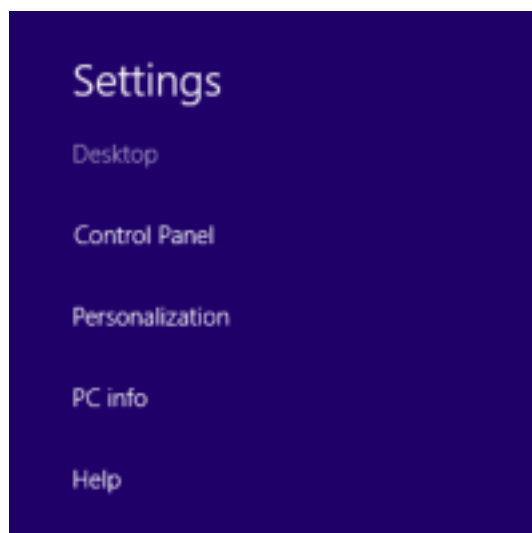 Settings
Desktop
Control Panel
Personalization
PC info
Help